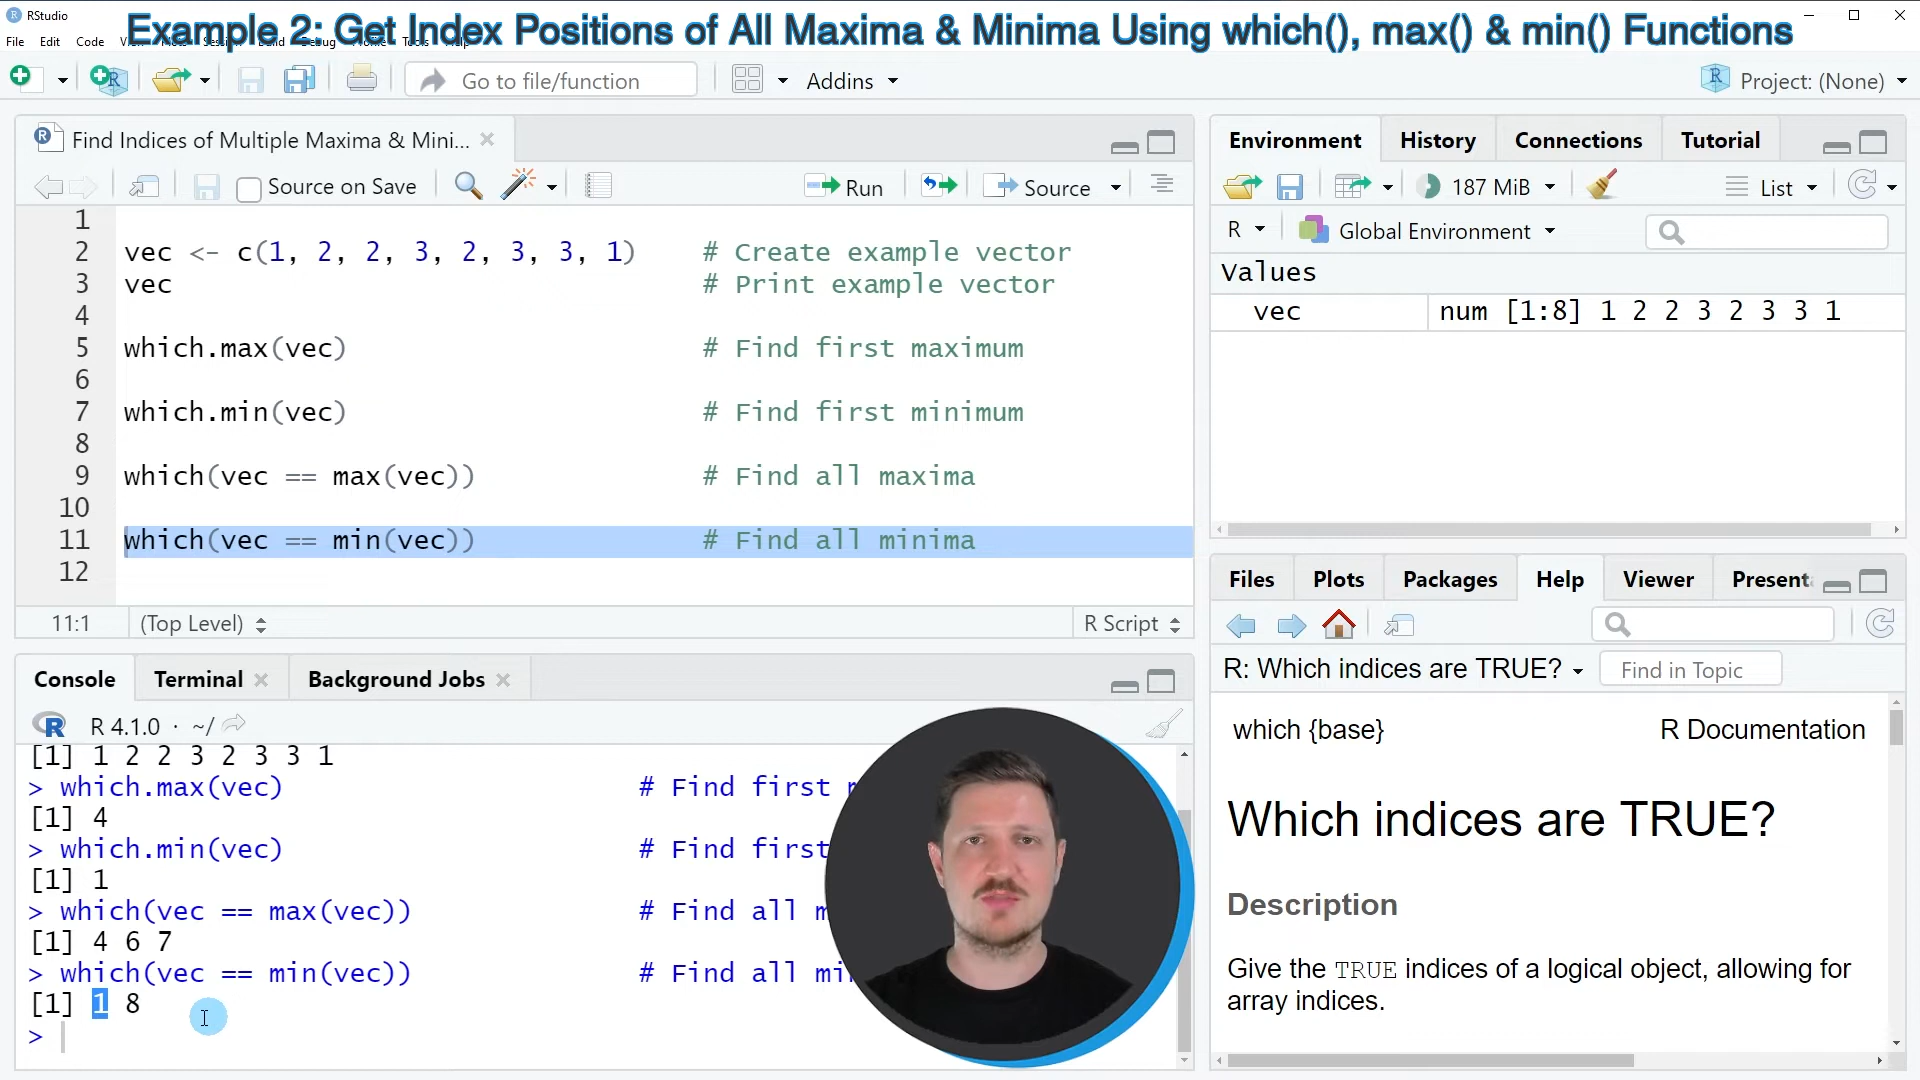 RStudio
Example 2: Get Index Positions of All Maxima & Minima Using which(), max() & min() Functions
File Edit Code
Go to file/function
Addins
Project: (None)
Find Indices of Multiple Maxima & Mini...
Source on Save
Run
Source
1
2 vec <- c(1, 2, 2, 3, 2, 3, 3, 1) # Create example vector
3 vec # Print example vector
4
5 which.max(vec) # Find first maximum
6
7 which.min(vec) # Find first minimum
8
9 which(vec == max(vec)) # Find all maxima
10
11 which(vec == min(vec)) # Find all minima
12
11:1 (Top Level) R Script
Console Terminal Background Jobs
R 4.1.0 · ~/
[1] 1 2 2 3 2 3 3 1
> which.max(vec) # Find first m
[1] 4
> which.min(vec) # Find first
[1] 1
> which(vec == max(vec)) # Find all m
[1] 4 6 7
> which(vec == min(vec)) # Find all mi
[1] 1 8
>
Environment History Connections Tutorial
187 MiB
List
R Global Environment
Values
vec num [1:8] 1 2 2 3 2 3 3 1
Files Plots Packages Help Viewer Present
R: Which indices are TRUE? Find in Topic
which {base} R Documentation
Which indices are TRUE?
Description
Give the TRUE indices of a logical object, allowing for
array indices.